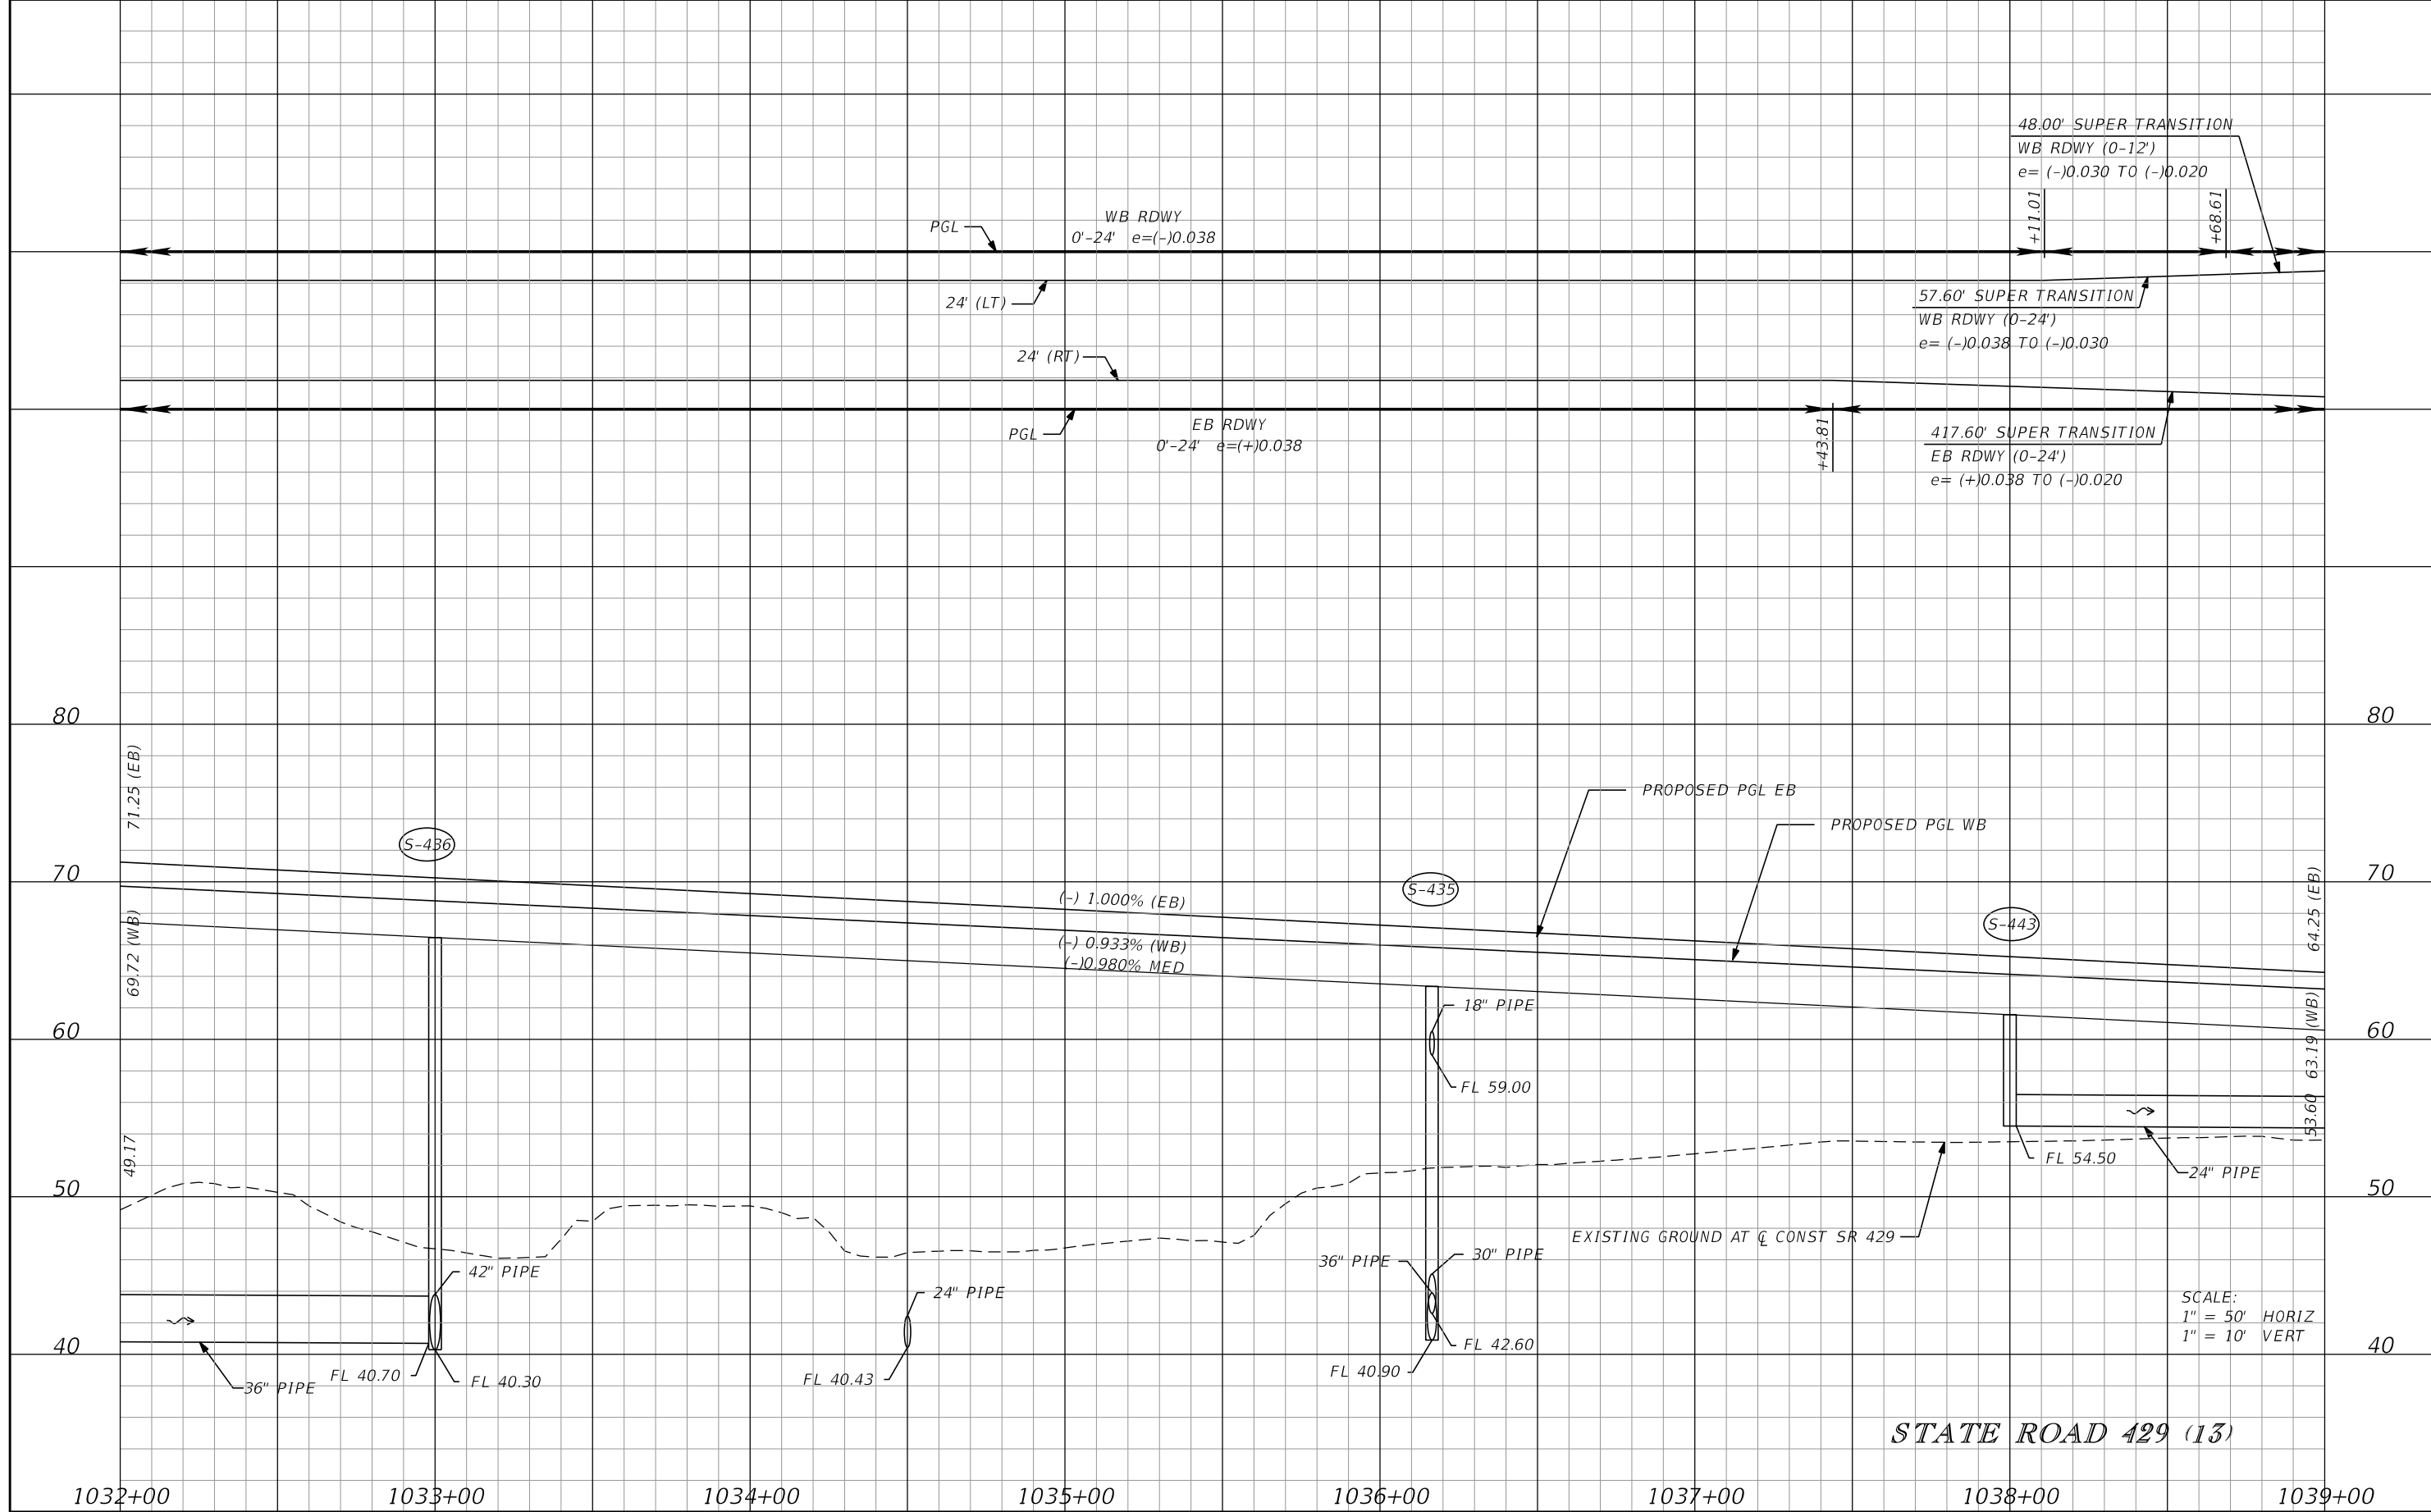 48.00' SUPER TRANSITION
WB RDWY (0-12')
e= (-)0.030 TO (-)0.020
+11.01
+68.61
PGL
WB RDWY
0'-24' e=(-)0.038
24' (LT)
57.60' SUPER TRANSITION
WB RDWY (0-24')
e= (-)0.038 TO (-)0.030
24' (RT)
PGL
EB RDWY
0'-24' e=(+)0.038
+43.81
417.60' SUPER TRANSITION
EB RDWY (0-24')
e= (+)0.038 TO (-)0.020
80
80
71.25 (EB)
PROPOSED PGL EB
PROPOSED PGL WB
S-436
70
70
S-435
(-) 1.000% (EB)
64.25 (EB)
S-443
69.72 (WB)
(-) 0.933% (WB)
(-)0.980% MED
18" PIPE
60
60
63.19 (WB)
FL 59.00
53.60
49.17
FL 54.50
24" PIPE
50
50
EXISTING GROUND AT ℄ CONST SR 429
42" PIPE
36" PIPE
30" PIPE
24" PIPE
SCALE:
1" = 50' HORIZ
1" = 10' VERT
40
40
FL 42.60
FL 40.70
FL 40.30
FL 40.43
FL 40.90
36" PIPE
STATE ROAD 429 (13)
1032+00
1033+00
1034+00
1035+00
1036+00
1037+00
1038+00
1039+00